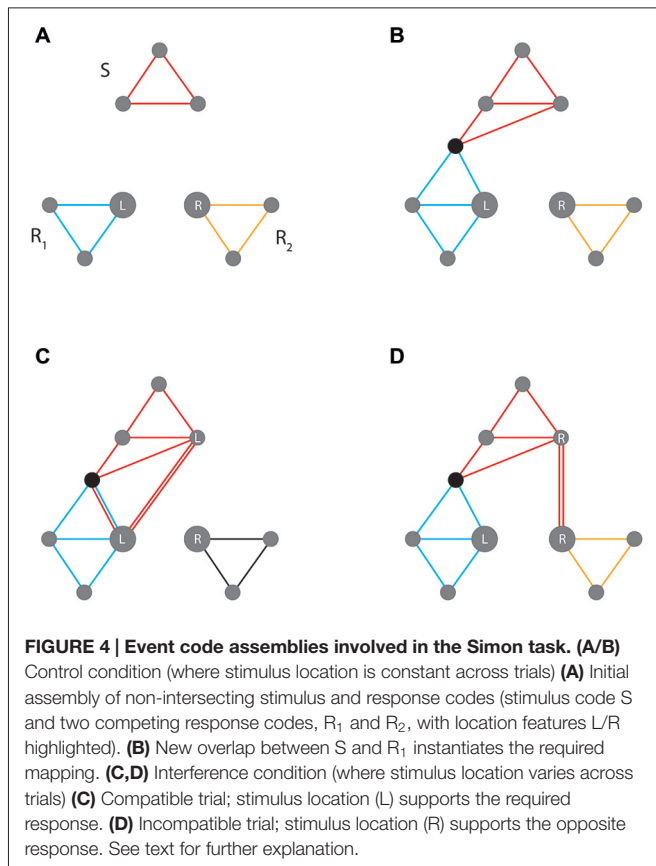 A
B
S
L
R
R1
R2
L
R
C
D
L
R
L
R
L
R
FIGURE 4 | Event code assemblies involved in the Simon task. (A/B)
Control condition (where stimulus location is constant across trials) (A) Initial
assembly of non-intersecting stimulus and response codes (stimulus code S
and two competing response codes, R1 and R2, with location features L/R
highlighted). (B) New overlap between S and R1 instantiates the required
mapping. (C,D) Interference condition (where stimulus location varies across
trials) (C) Compatible trial; stimulus location (L) supports the required
response. (D) Incompatible trial; stimulus location (R) supports the opposite
response. See text for further explanation.